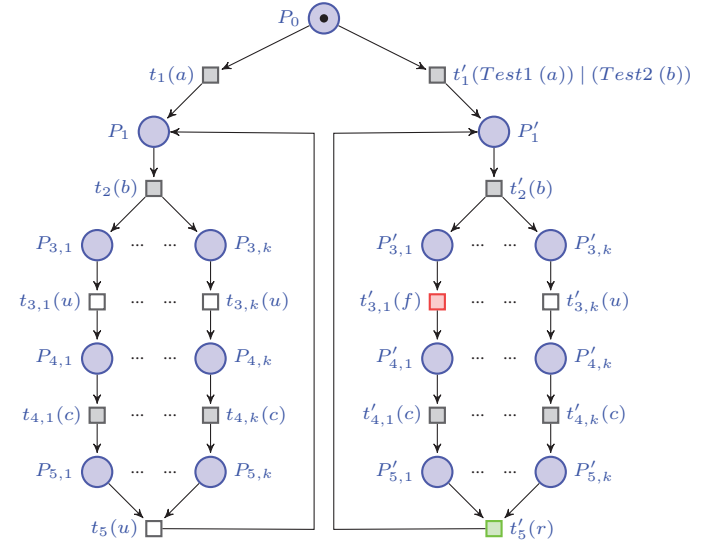 P₀
t₁(a) t′₁(Test1 (a)) | (Test2 (b))
P₁ P′₁
t₂(b) t′₂(b)
P₃,₁ ... ... P₃,ₖ P′₃,₁ ... ... P′₃,ₖ
t₃,₁(u) ... ... t₃,ₖ(u) t′₃,₁(f) ... ... t′₃,ₖ(u)
P₄,₁ ... ... P₄,ₖ P′₄,₁ ... ... P′₄,ₖ
t₄,₁(c) ... ... t₄,ₖ(c) t′₄,₁(c) ... ... t′₄,ₖ(c)
P₅,₁ ... ... P₅,ₖ P′₅,₁ ... ... P′₅,ₖ
t₅(u) t′₅(r)